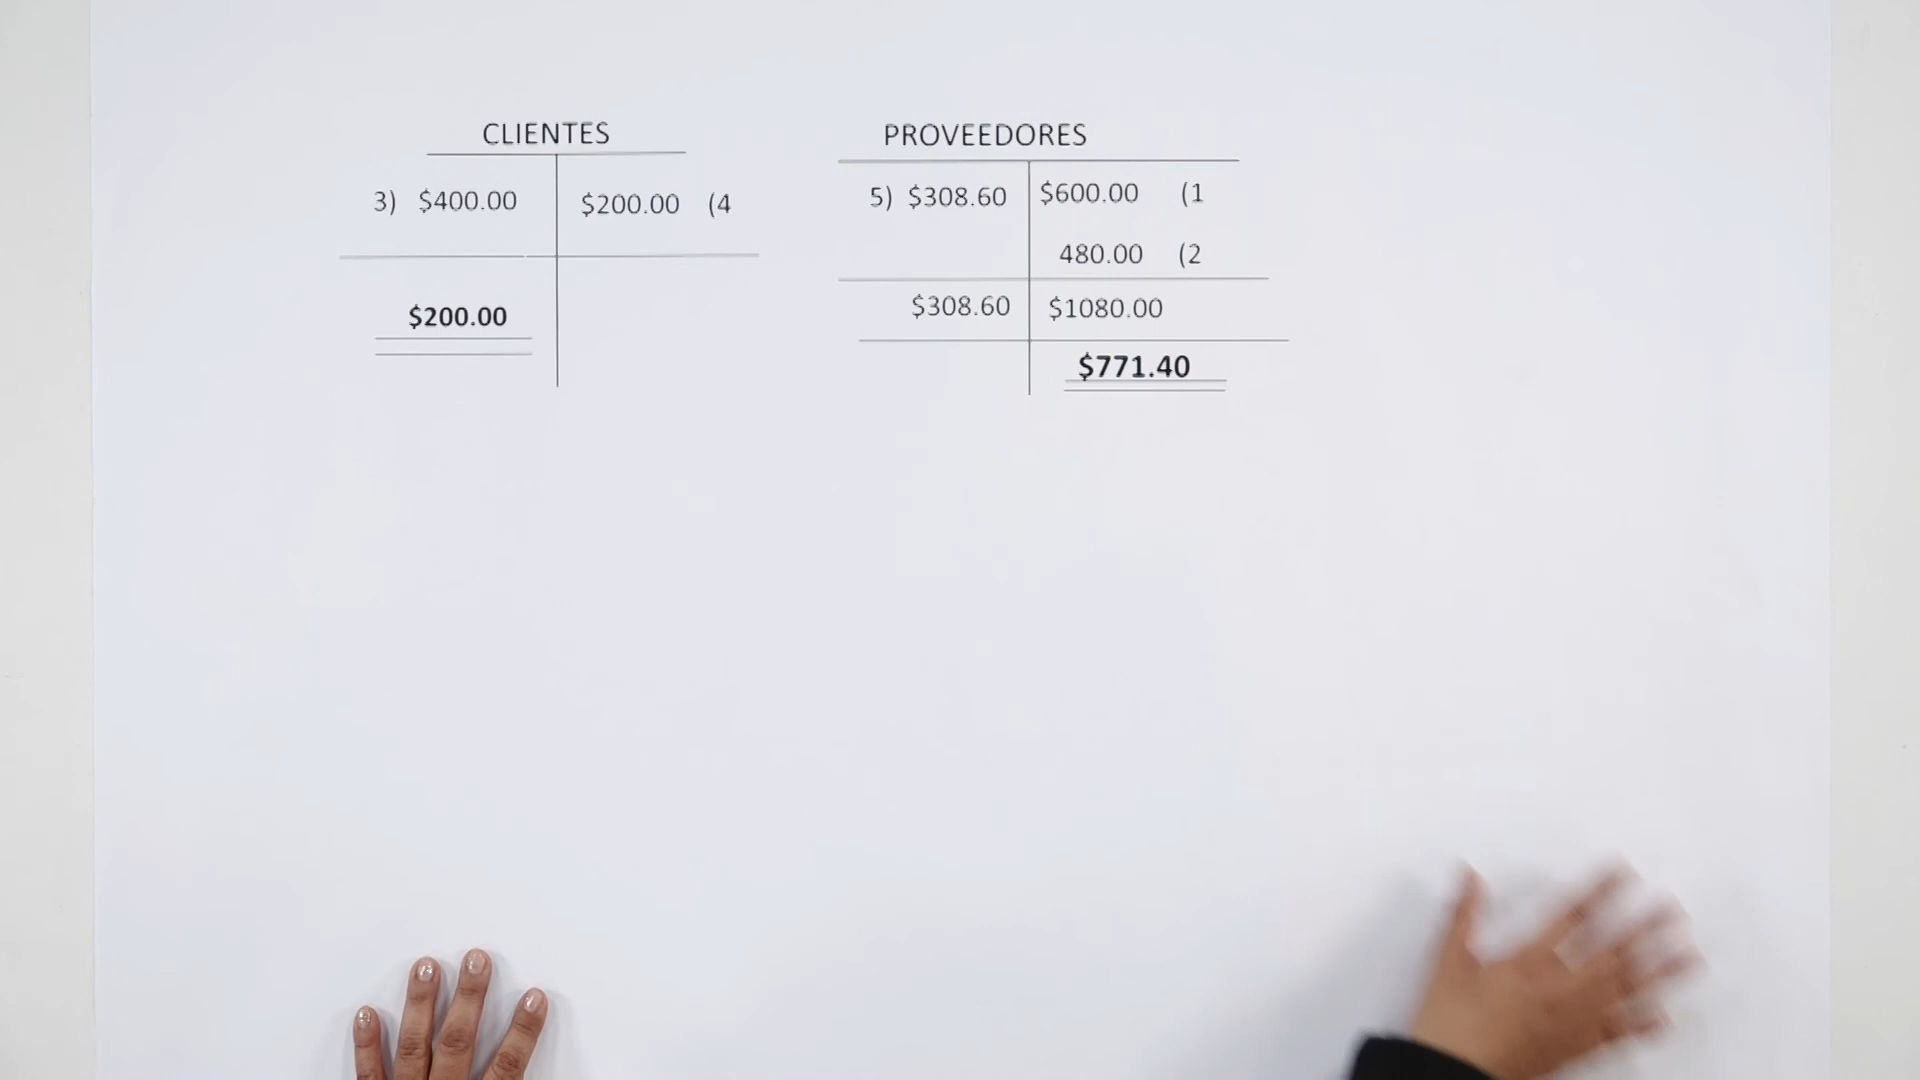 CLIENTES
3) $400.00 $200.00 (4
$200.00
PROVEEDORES
5) $308.60 $600.00 (1
480.00 (2
$308.60 $1080.00
$771.40